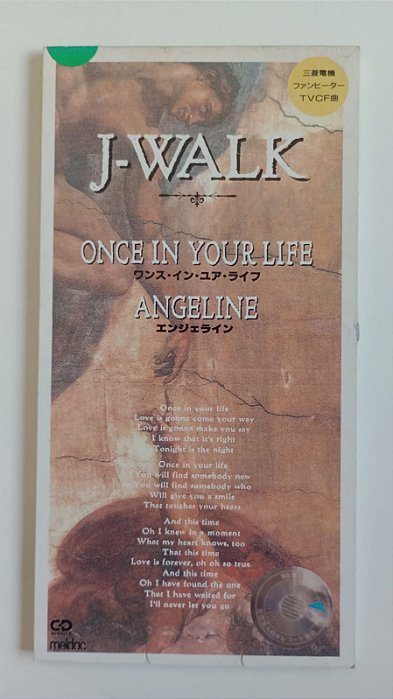 三菱電機
ファンヒーター
TVCF曲
J-WALK
ONCE IN YOUR LIFE
ワンス・イン・ユア・ライフ
ANGELINE
エンジェライン
Once in your life
Love is gonna come your way
Love is gonna make you say
I know that it's right
Tonight is the night
Once in your life
You will find somebody new
You will find somebody who
Will give you a smile
That touches your heart
And this time
Oh I knew in a moment
What my heart knows, too
That this time
Love is forever, oh oh so true
And this time
Oh I have found the one
That I have waited for
I'll never let you go
CD
SINGLE
meldac